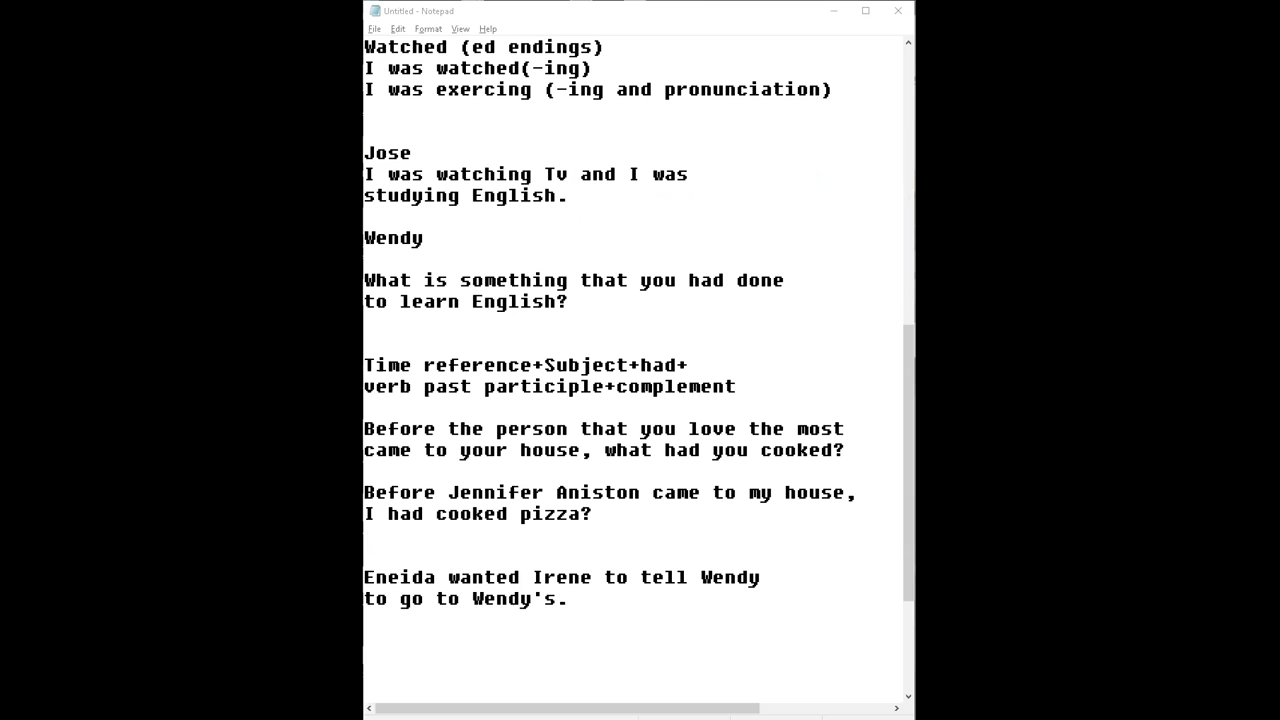 Untitled - Notepad
File Edit Format View Help
Watched (ed endings)
I was watched(-ing)
I was exercing (-ing and pronunciation)
Jose
I was watching Tv and I was
studying English.
Wendy
What is something that you had done
to learn English?
Time reference+Subject+had+
verb past participle+complement
Before the person that you love the most
came to your house, what had you cooked?
Before Jennifer Aniston came to my house,
I had cooked pizza?
Eneida wanted Irene to tell Wendy
to go to Wendy's.